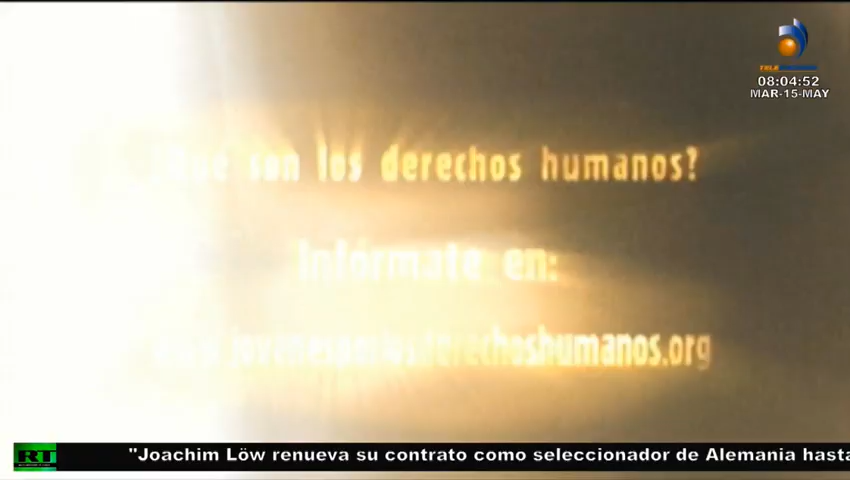 08:04:52
MAR-15-MAY
¿Qué son los derechos humanos?
Infórmate en:
www.jovenesporlosderechoshumanos.org
RT
"Joachim Löw renueva su contrato como seleccionador de Alemania hasta